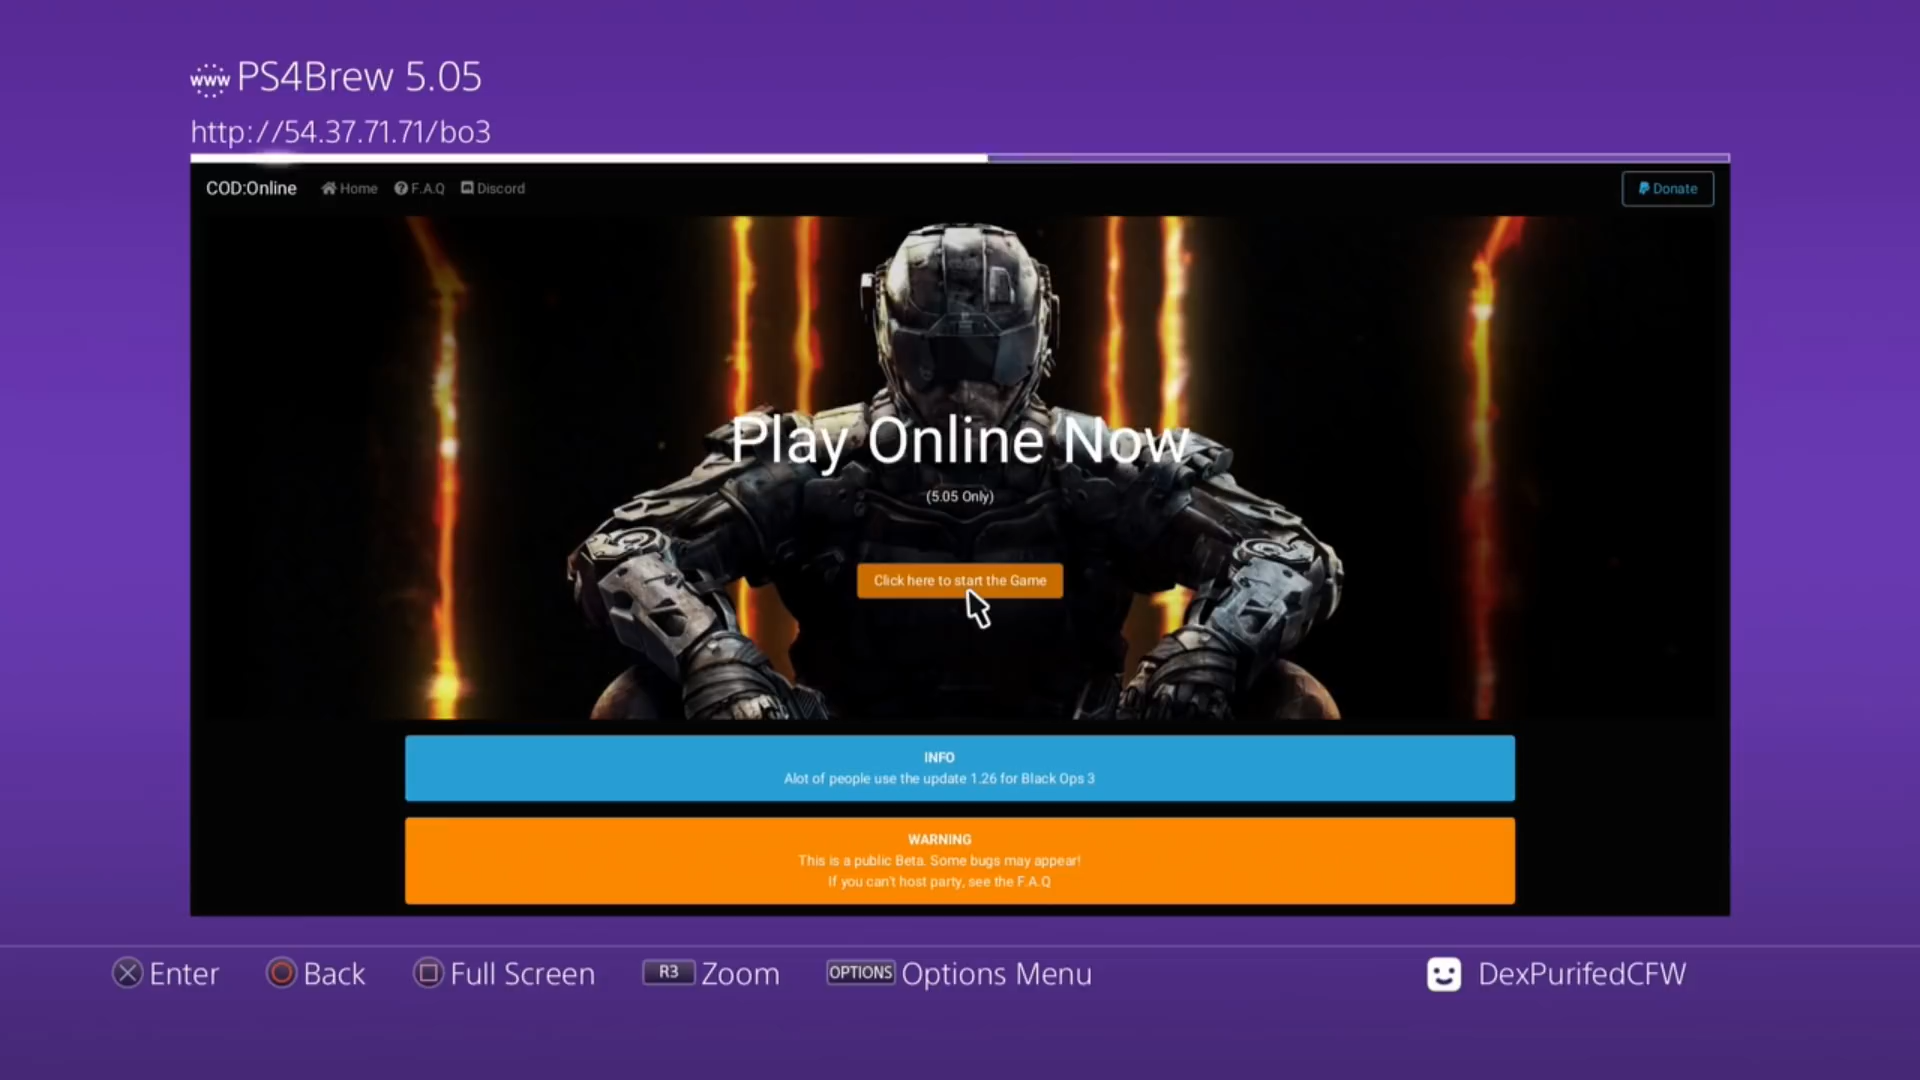 www PS4Brew 5.05
http://54.37.71.71/bo3
COD:Online Home F.A.Q Discord Donate
Play Online Now
(5.05 Only)
Click here to start the Game
INFO
Alot of people use the update 1.26 for Black Ops 3
WARNING
This is a public Beta. Some bugs may appear!
If you can't host party, see the F.A.Q
Enter Back Full Screen R3 Zoom OPTIONS Options Menu DexPurifedCFW